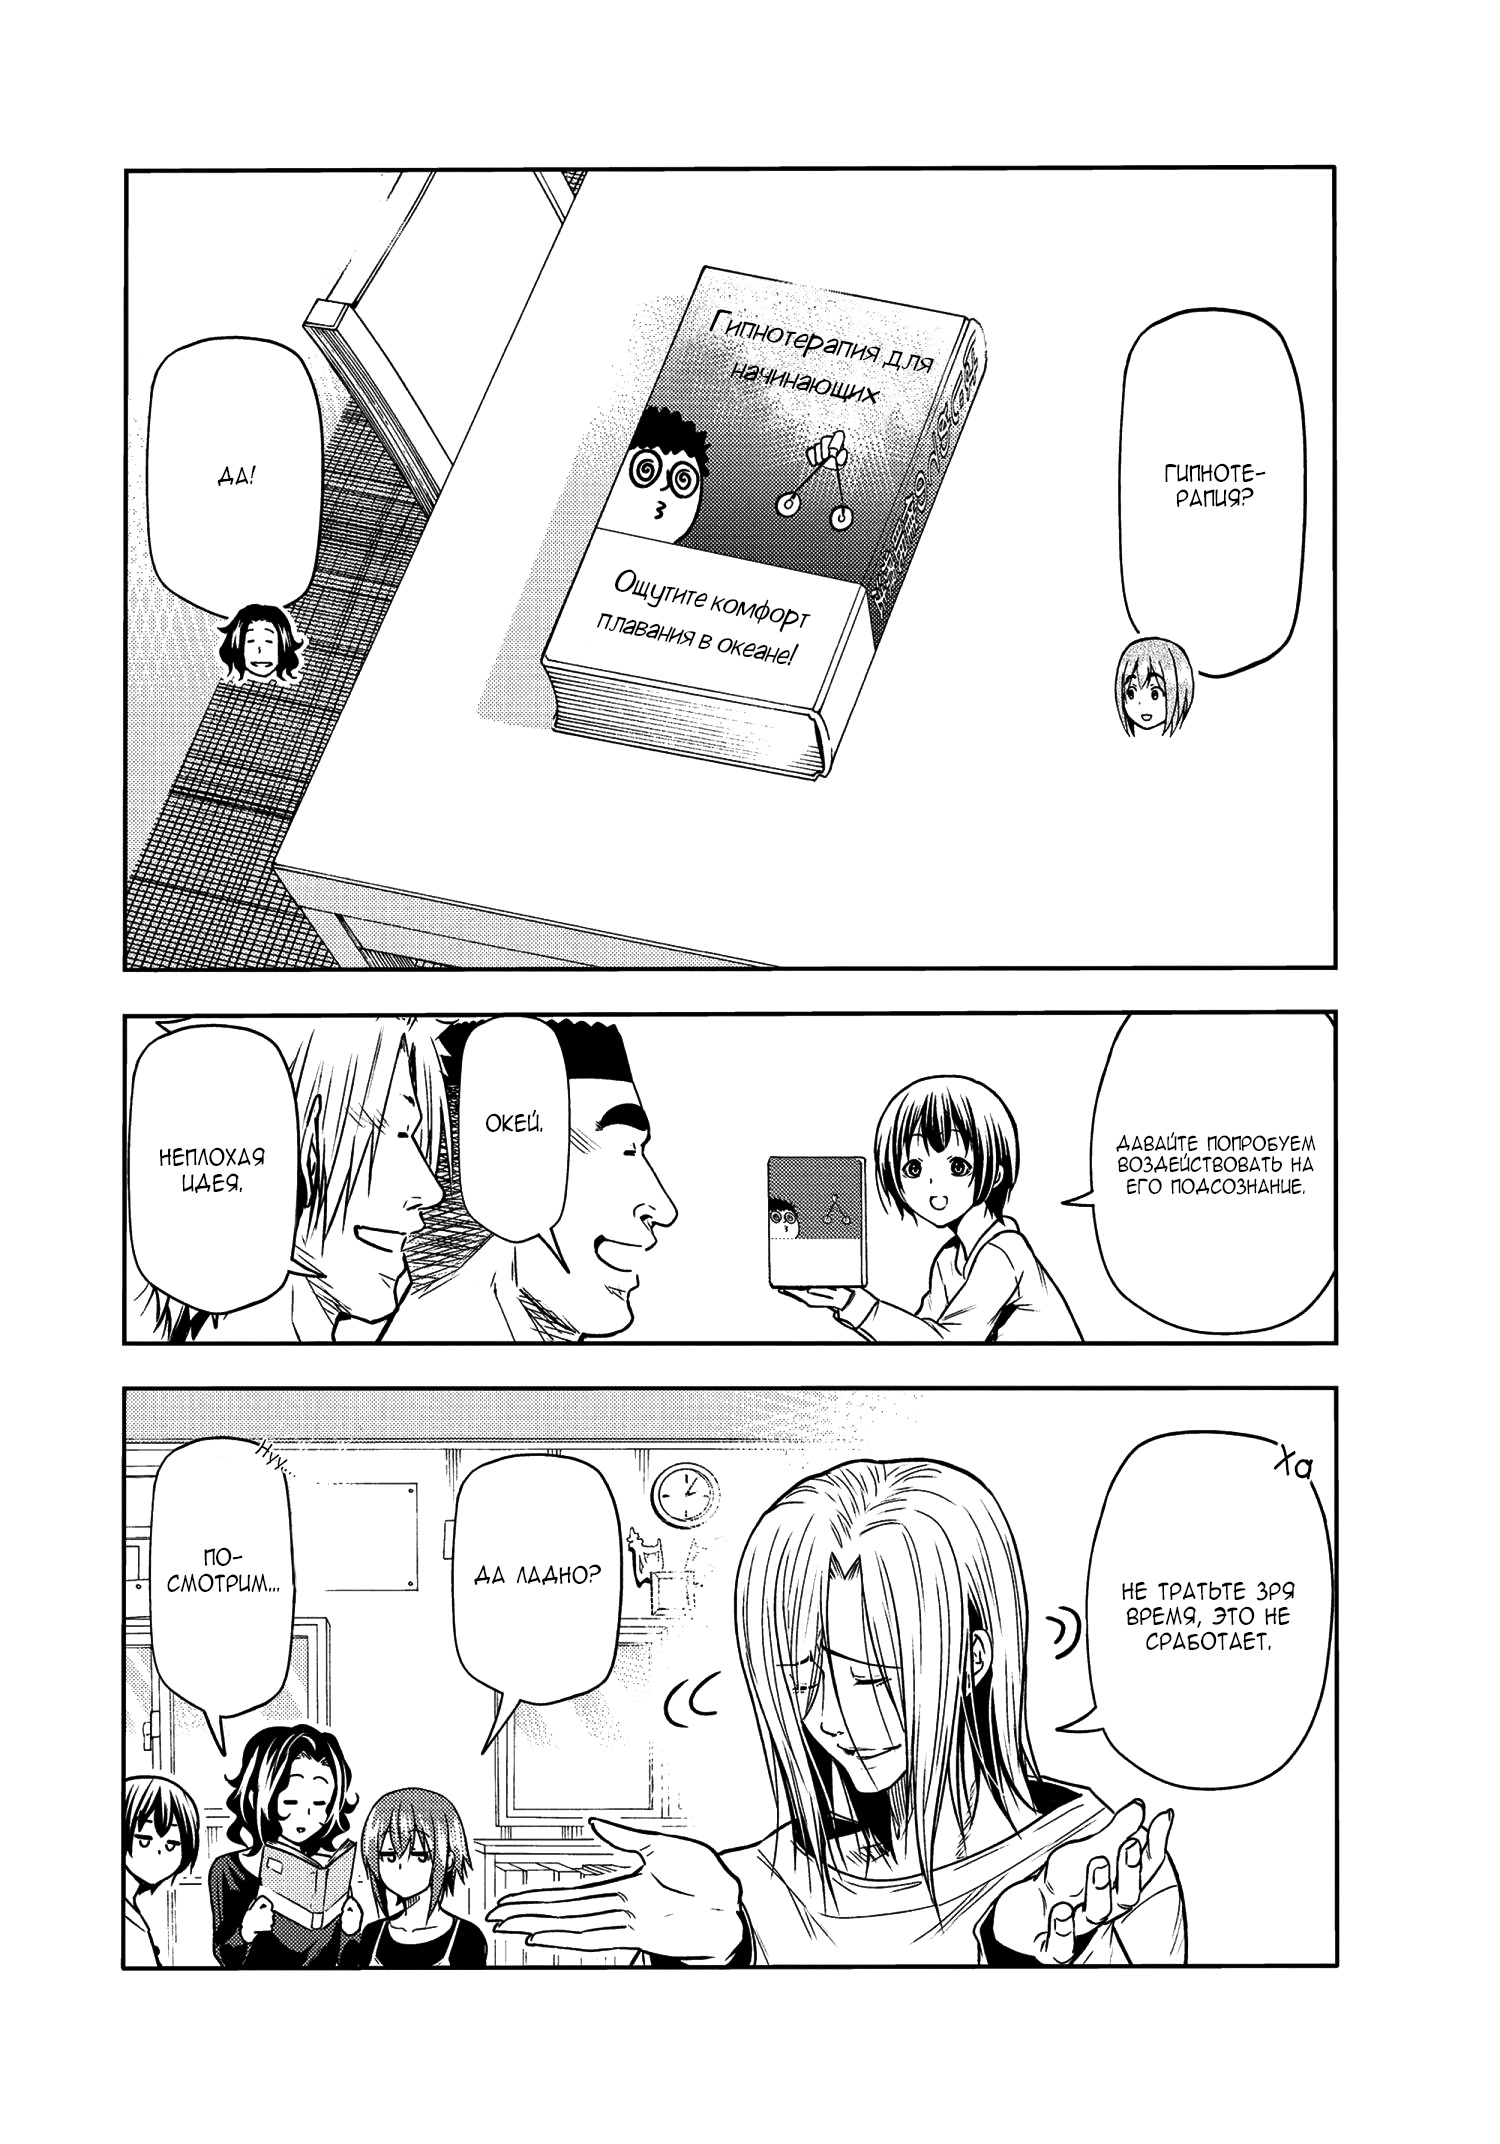 ГИПНОТЕ-
РАПИЯ?
Гипнотерапия для
начинающих
Ощутите комфорт
плавания в океане!
ДА!
ДАВАЙТЕ ПОПРОБУЕМ
ВОЗДЕЙСТВОВАТЬ НА
ЕГО ПОДСОЗНАНИЕ.
ОКЕЙ.
НЕПЛОХАЯ
ИДЕЯ.
Ха
НЕ ТРАТЬТЕ ЗРЯ
ВРЕМЯ, ЭТО НЕ
СРАБОТАЕТ.
ДА ЛАДНО?
Нуу...
ПО-
СМОТРИМ...